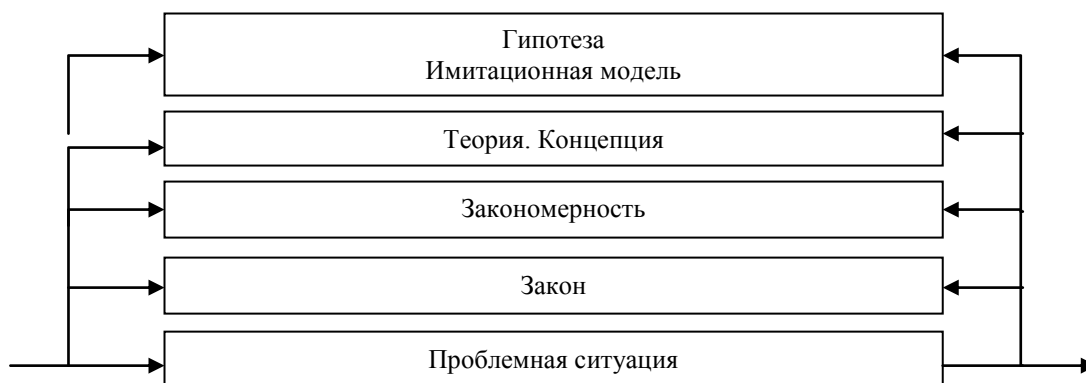 Гипотеза
Имитационная модель
Теория. Концепция
Закономерность
Закон
Проблемная ситуация